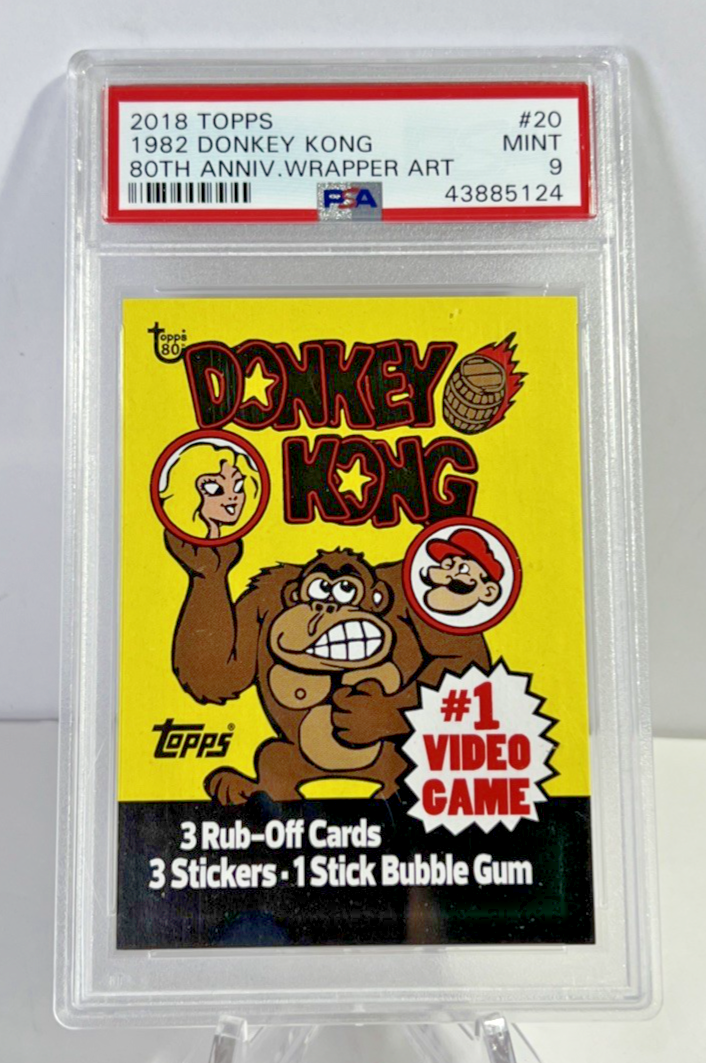 2018 TOPPS #20
1982 DONKEY KONG MINT
80TH ANNIV.WRAPPER ART 9
PSA 43885124
topps
80
DONKEY
KONG
topps®
#1
VIDEO
GAME
3 Rub-Off Cards
3 Stickers·1 Stick Bubble Gum